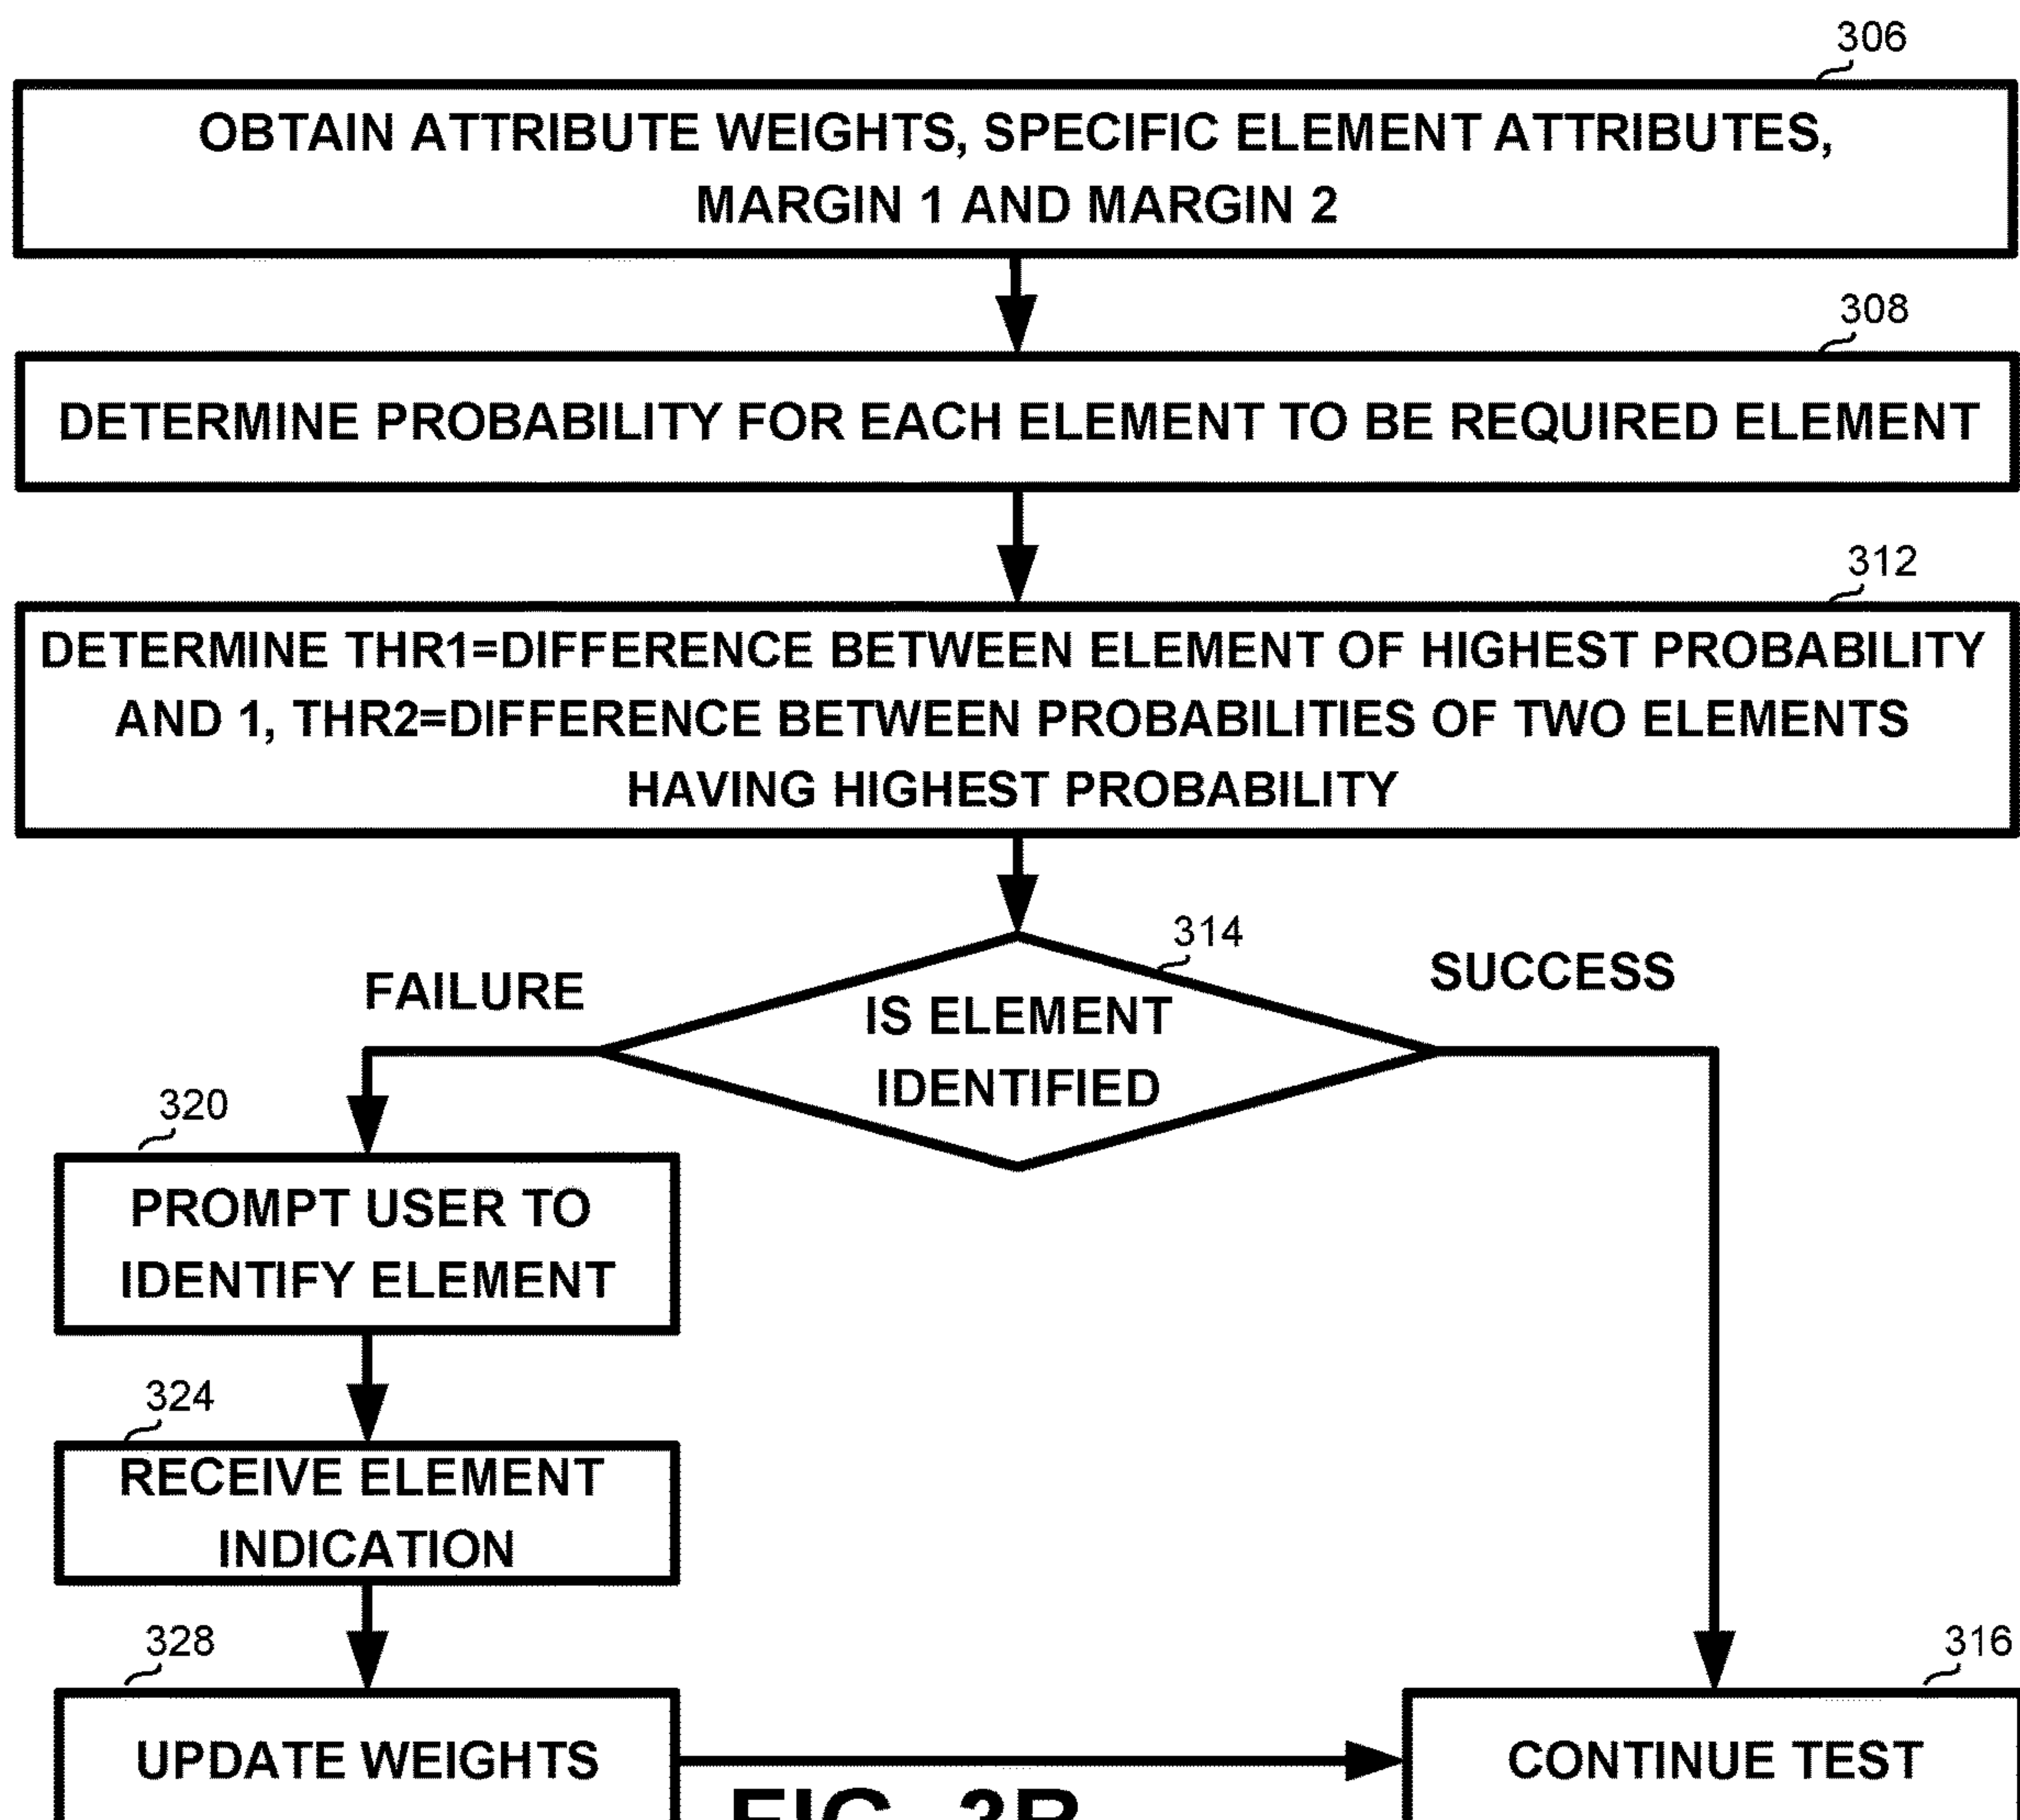 306
OBTAIN ATTRIBUTE WEIGHTS, SPECIFIC ELEMENT ATTRIBUTES,
MARGIN 1 AND MARGIN 2
308
DETERMINE PROBABILITY FOR EACH ELEMENT TO BE REQUIRED ELEMENT
312
DETERMINE THR1=DIFFERENCE BETWEEN ELEMENT OF HIGHEST PROBABILITY
AND 1, THR2=DIFFERENCE BETWEEN PROBABILITIES OF TWO ELEMENTS
HAVING HIGHEST PROBABILITY
314
FAILURE
SUCCESS
IS ELEMENT
IDENTIFIED
320
PROMPT USER TO
IDENTIFY ELEMENT
324
RECEIVE ELEMENT
INDICATION
328
316
UPDATE WEIGHTS
CONTINUE TEST
FIG. 3B